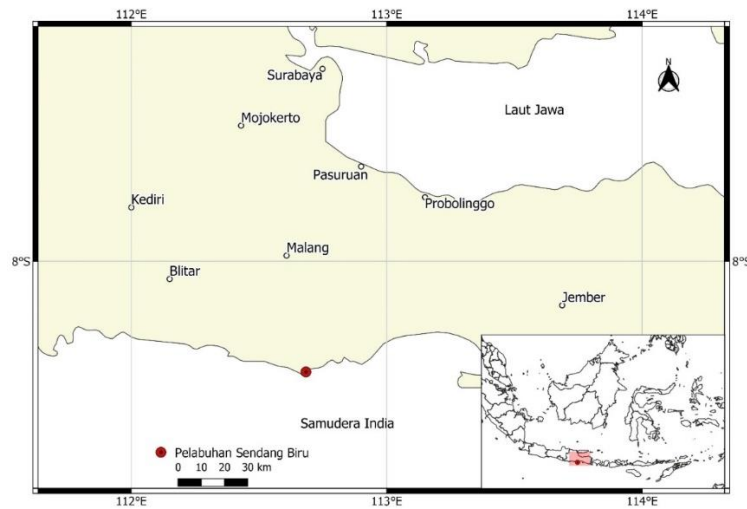 112°E
113°E
114°E
Surabaya
N
Laut Jawa
Mojokerto
Pasuruan
Kediri
Probolinggo
Malang
8°S
8°S
Blitar
Jember
Samudera India
Pelabuhan Sendang Biru
0 10 20 30 km
112°E
113°E
114°E